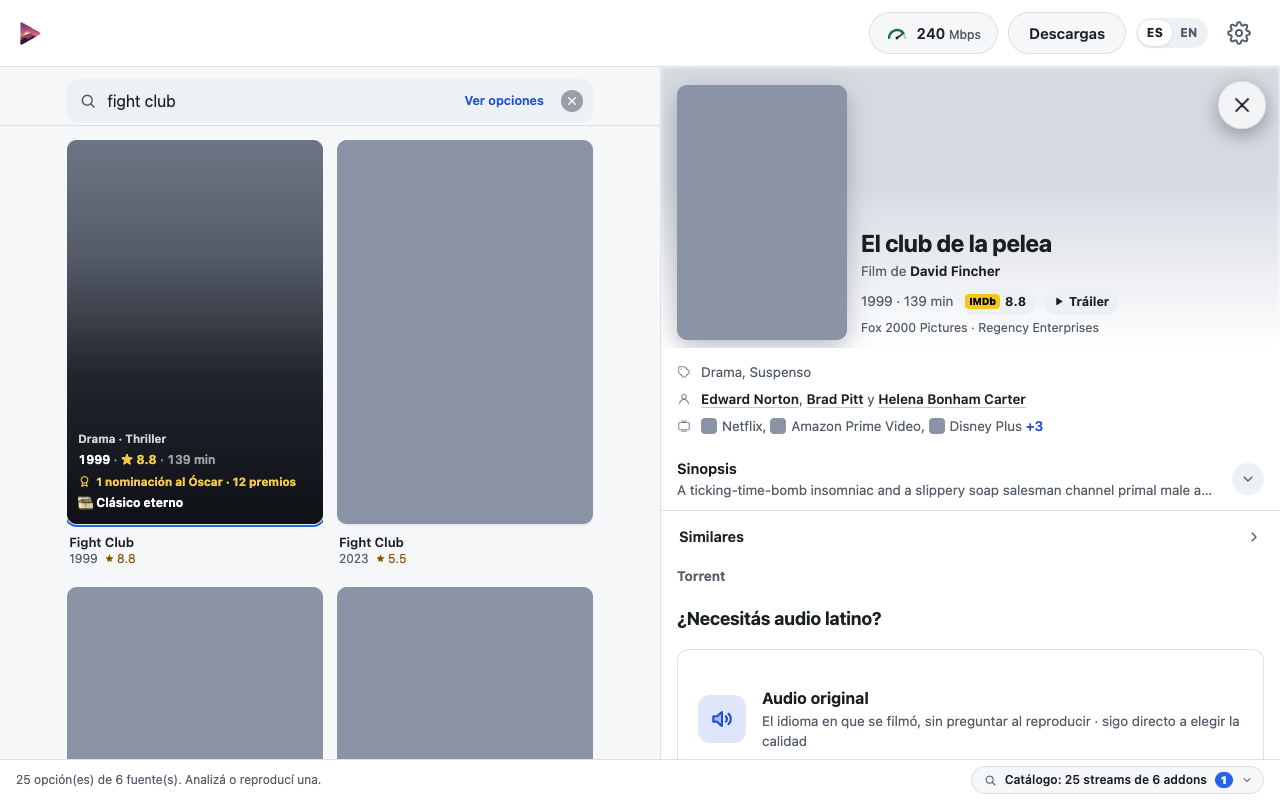 240 Mbps
Descargas
ES EN
fight club
Ver opciones
Drama · Thriller
1999 · ★ 8.8 · 139 min
1 nominación al Óscar · 12 premios
Clásico eterno
Fight Club
1999 ★ 8.8
Fight Club
2023 ★ 5.5
El club de la pelea
Film de David Fincher
1999 · 139 min IMDb 8.8 Tráiler
Fox 2000 Pictures · Regency Enterprises
Drama, Suspenso
Edward Norton, Brad Pitt y Helena Bonham Carter
Netflix, Amazon Prime Video, Disney Plus +3
Sinopsis
A ticking-time-bomb insomniac and a slippery soap salesman channel primal male a...
Similares
Torrent
¿Necesitás audio latino?
Audio original
El idioma en que se filmó, sin preguntar al reproducir · sigo directo a elegir la
calidad
25 opción(es) de 6 fuente(s). Analizá o reproducí una.
Catálogo: 25 streams de 6 addons 1